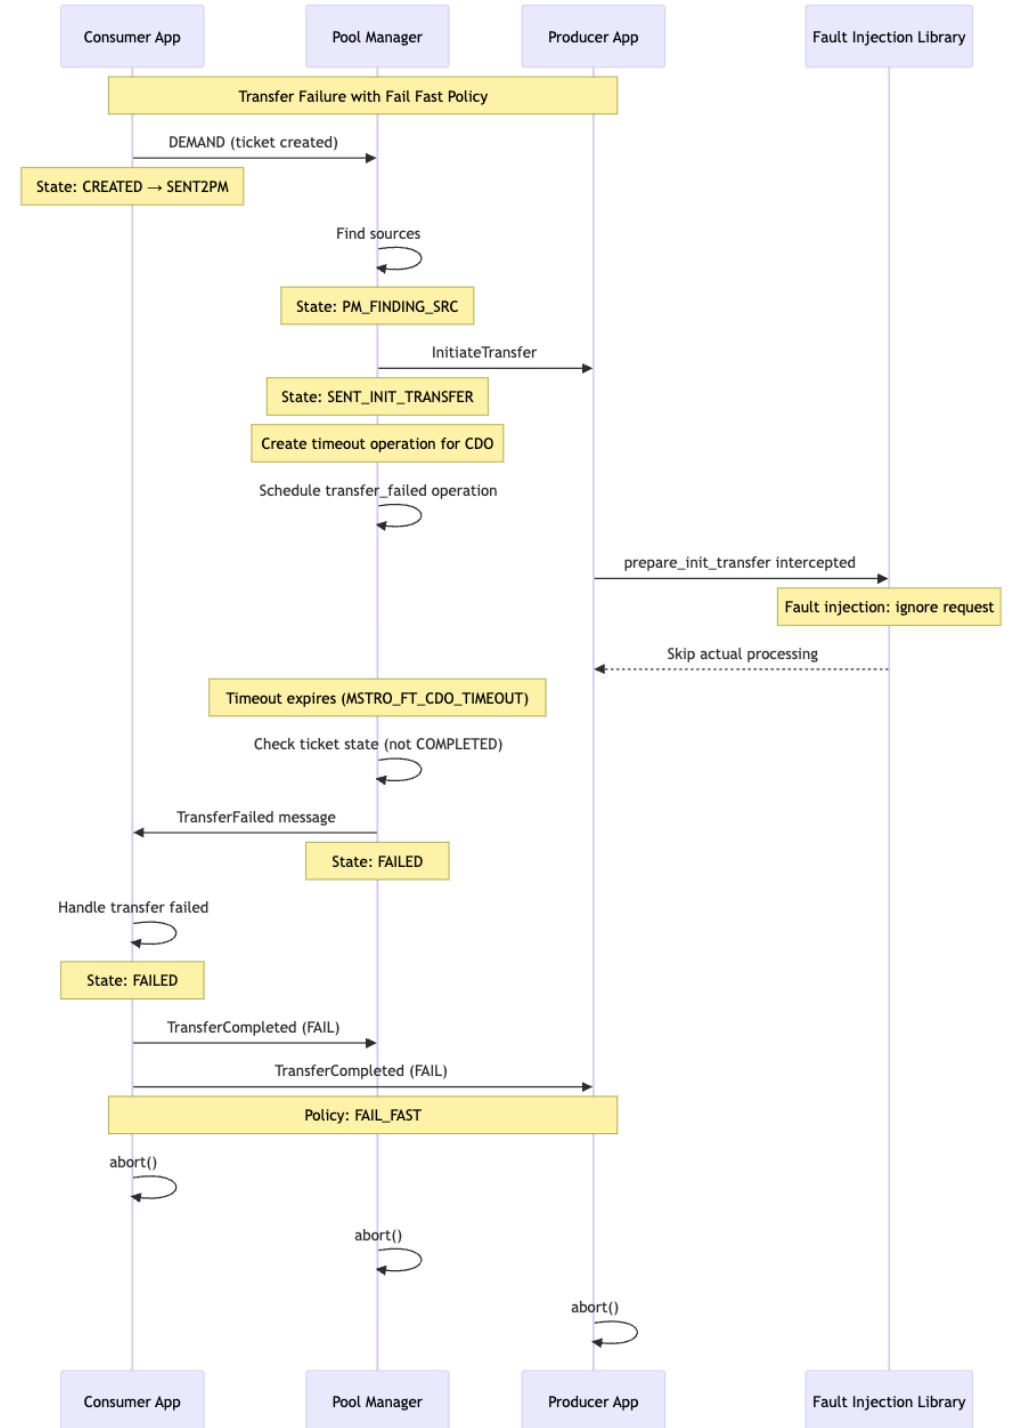 Consumer App
Pool Manager
Producer App
Fault Injection Library
Transfer Failure with Fail Fast Policy
DEMAND (ticket created)
State: CREATED → SENT2PM
Find sources
State: PM_FINDING_SRC
InitiateTransfer
State: SENT_INIT_TRANSFER
Create timeout operation for CDO
Schedule transfer_failed operation
prepare_init_transfer intercepted
Fault injection: ignore request
Skip actual processing
Timeout expires (MSTRO_FT_CDO_TIMEOUT)
Check ticket state (not COMPLETED)
TransferFailed message
State: FAILED
Handle transfer failed
State: FAILED
TransferCompleted (FAIL)
TransferCompleted (FAIL)
Policy: FAIL_FAST
abort()
abort()
abort()
Consumer App
Pool Manager
Producer App
Fault Injection Library